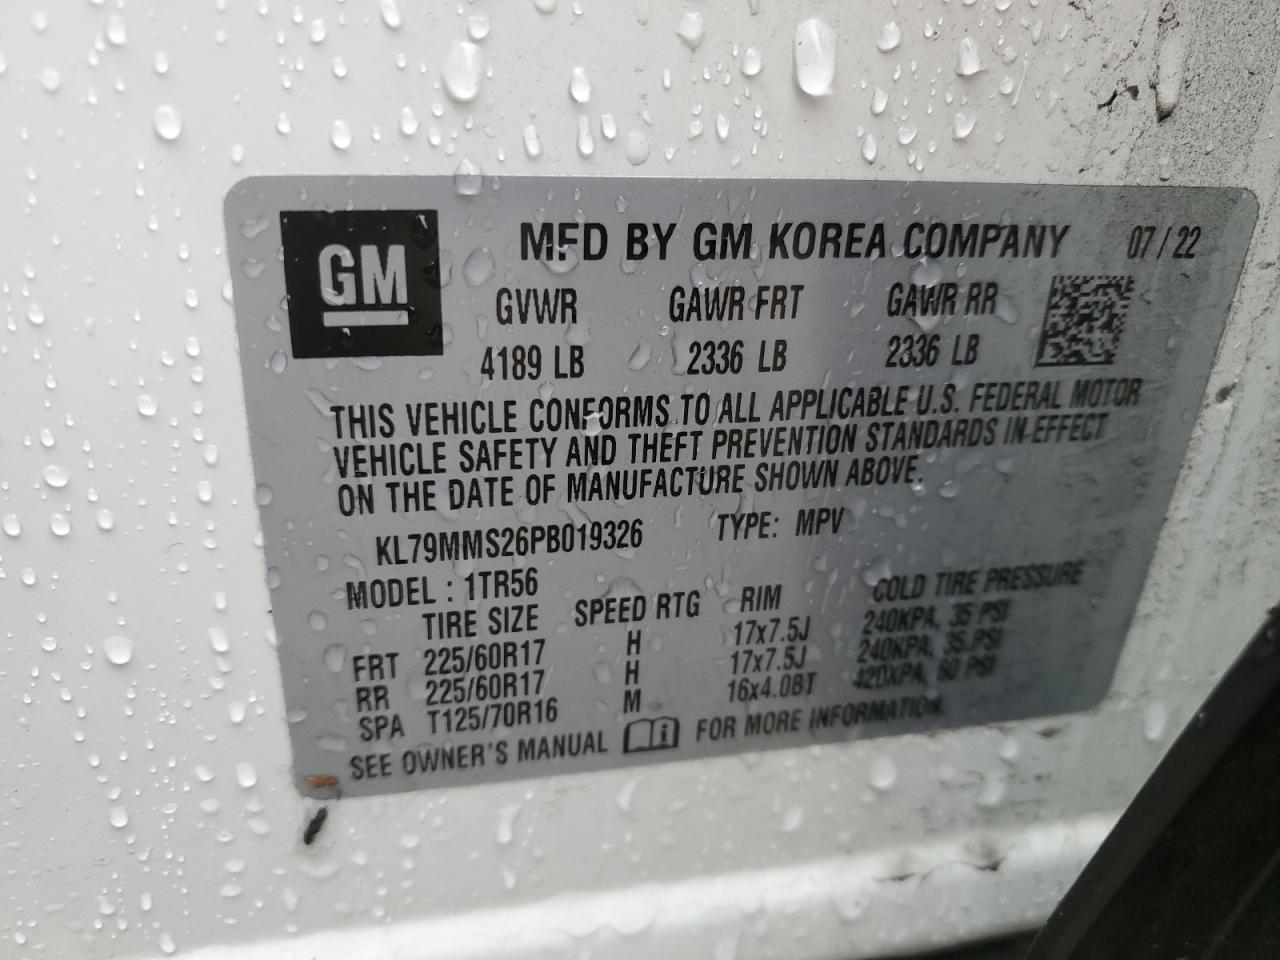 GM
MFD BY GM KOREA COMPANY 07/22
GVWR GAWR FRT GAWR RR
4189 LB 2336 LB 2336 LB
THIS VEHICLE CONFORMS TO ALL APPLICABLE U.S. FEDERAL MOTOR
VEHICLE SAFETY AND THEFT PREVENTION STANDARDS IN EFFECT
ON THE DATE OF MANUFACTURE SHOWN ABOVE.
KL79MMS26PB019326 TYPE: MPV
MODEL : 1TR56
TIRE SIZE SPEED RTG RIM COLD TIRE PRESSURE
FRT 225/60R17 H 17x7.5J 240KPA, 35 PSI
RR 225/60R17 H 17x7.5J 240KPA, 35 PSI
SPA T125/70R16 M 16x4.0BT 420KPA, 60 PSI
SEE OWNER'S MANUAL i FOR MORE INFORMATION.